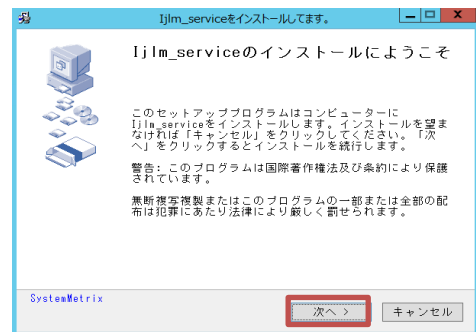 Ijlm_serviceをインストールしてます。
Ijlm_serviceのインストールにようこそ
このセットアッププログラムはコンピューターに
Ijlm_serviceをインストールします。インストールを望ま
なければ「キャンセル」をクリックしてください。「次
へ」をクリックするとインストールを続行します。
警告: このプログラムは国際著作権法及び条約により保護
されています。
無断複写複製またはこのプログラムの一部または全部の配
布は犯罪にあたり法律により厳しく罰せられます。
SystemMetrix
次へ >
キャンセル